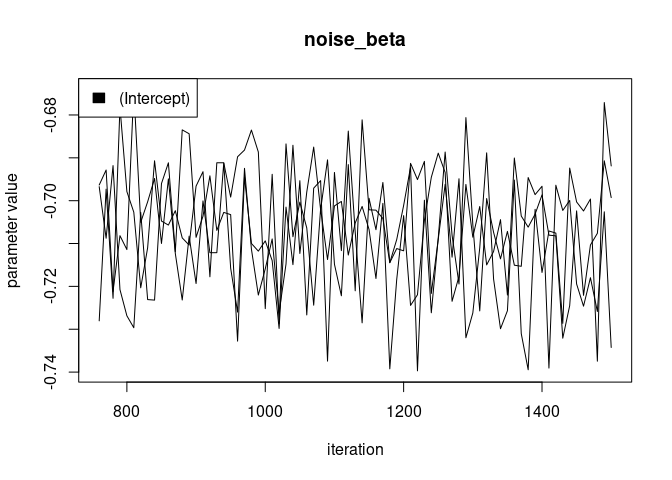 noise_beta
(Intercept)
-0.68
-0.70
-0.72
-0.74
parameter value
800
1000
1200
1400
iteration